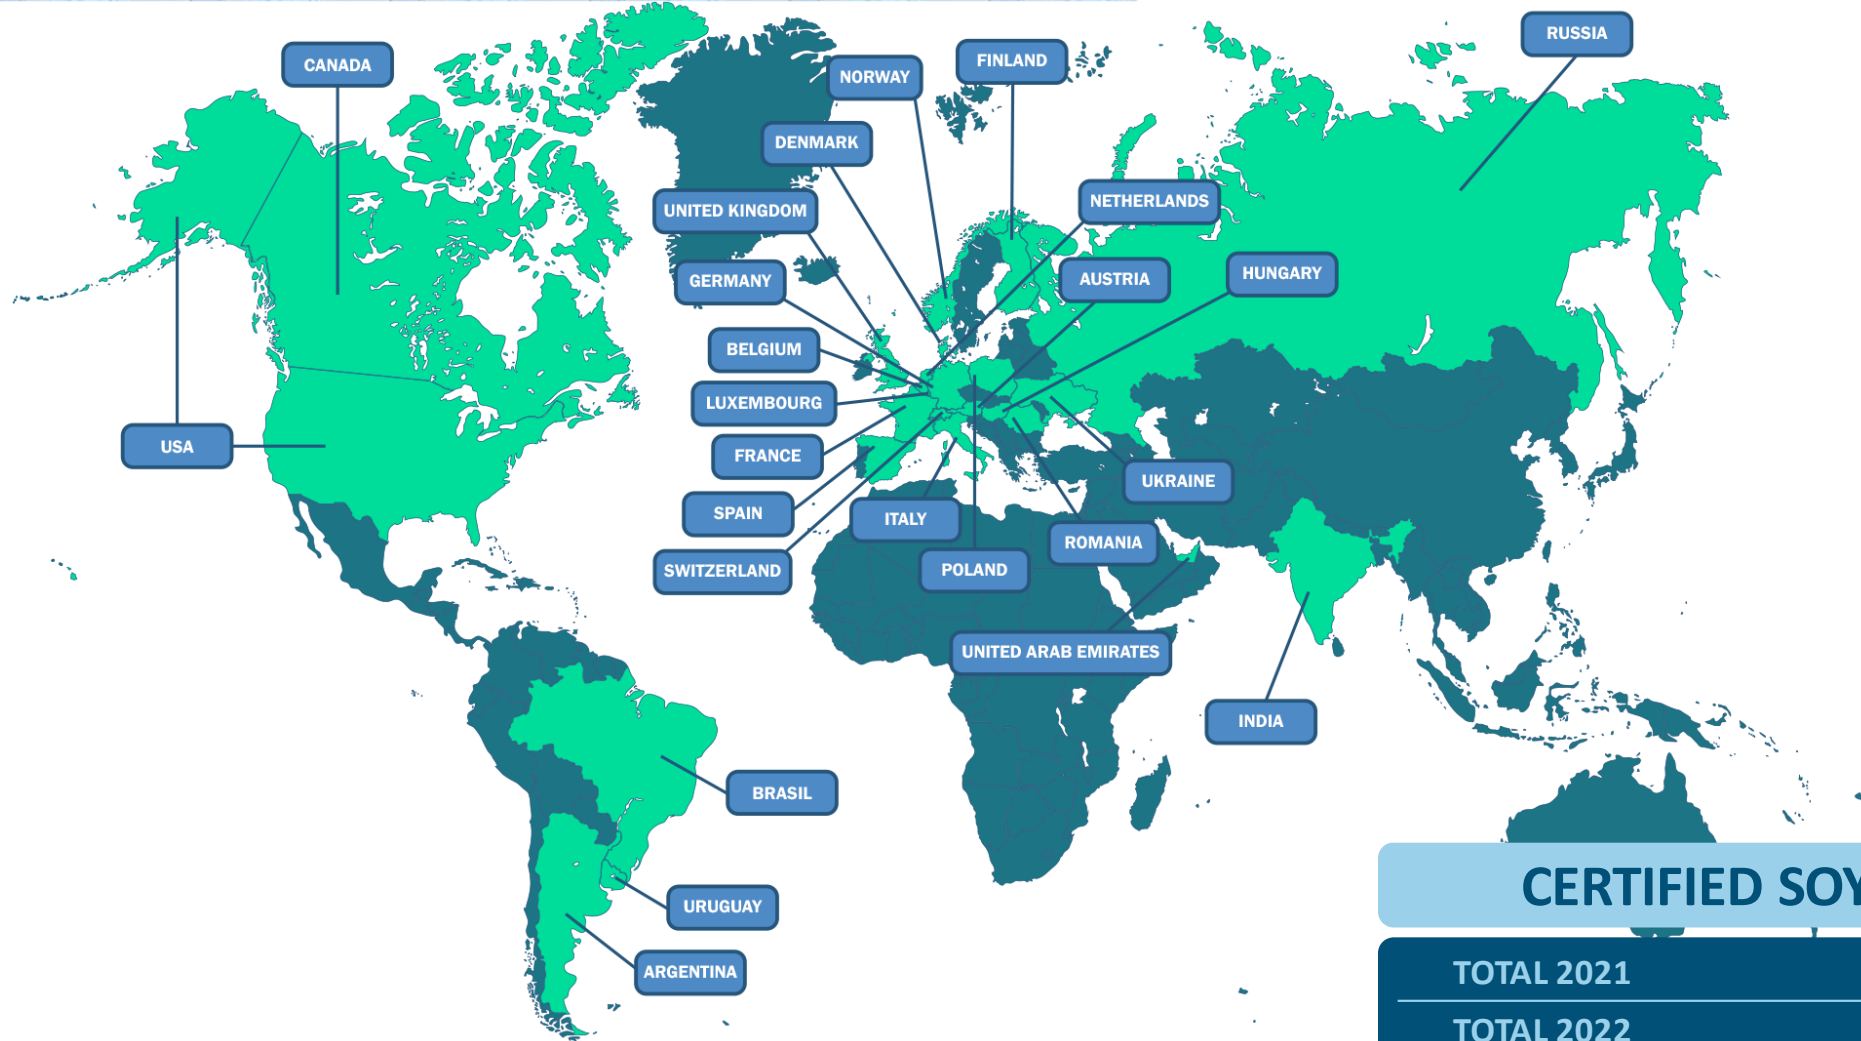 RUSSIA
FINLAND
CANADA
NORWAY
DENMARK
NETHERLANDS
UNITED KINGDOM
HUNGARY
AUSTRIA
GERMANY
BELGIUM
LUXEMBOURG
USA
FRANCE
UKRAINE
SPAIN
ITALY
ROMANIA
SWITZERLAND
POLAND
UNITED ARAB EMIRATES
INDIA
BRASIL
URUGUAY
ARGENTINA
CERTIFIED SOY
TOTAL 2021
TOTAL 2022